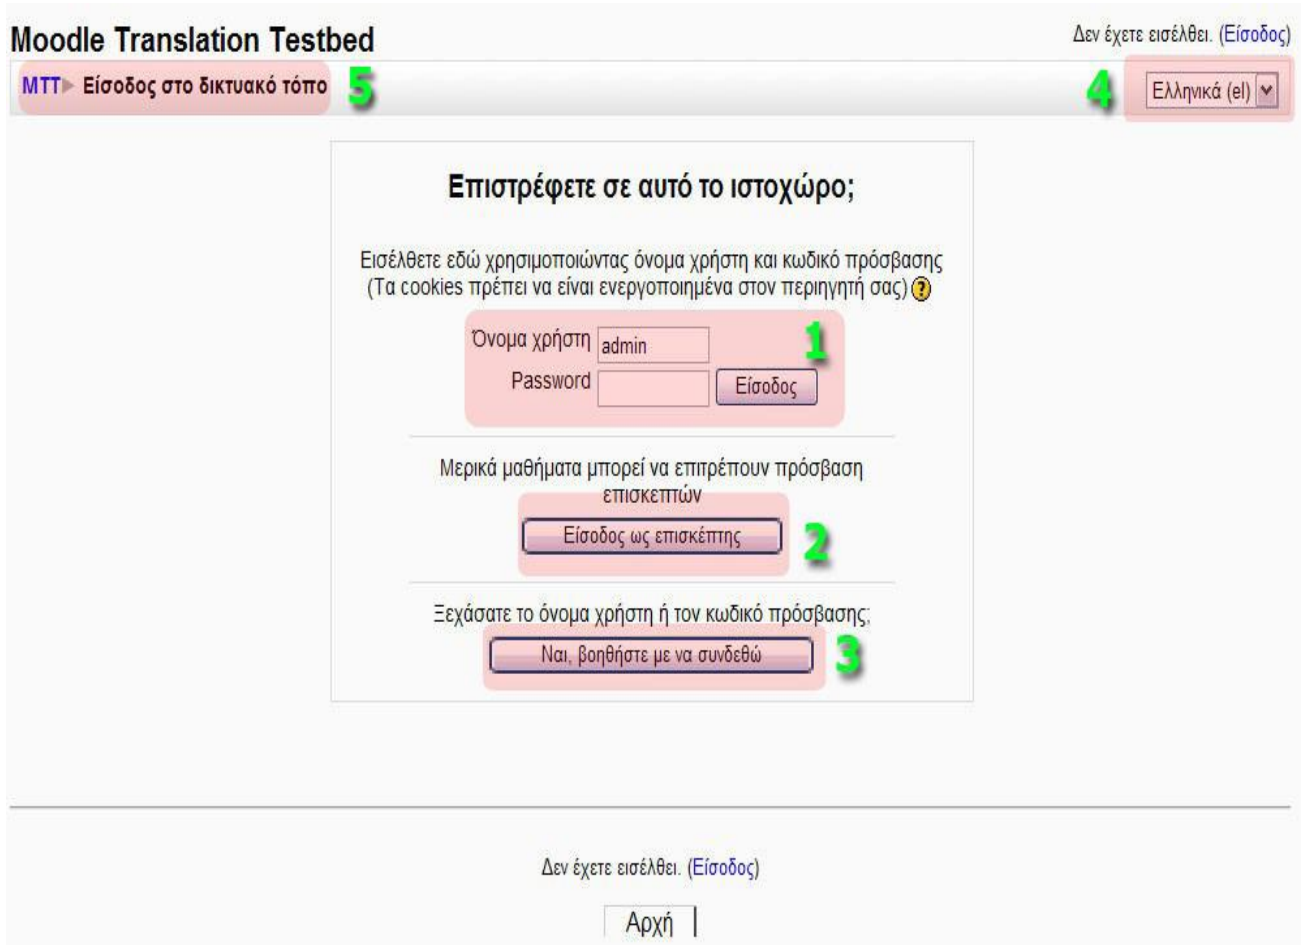 Moodle Translation Testbed
Δεν έχετε εισέλθει. (Είσοδος)
MTT► Είσοδος στο δικτυακό τόπο 5
4 Ελληνικά (el)
Επιστρέφετε σε αυτό το ιστοχώρο;
Εισέλθετε εδώ χρησιμοποιώντας όνομα χρήστη και κωδικό πρόσβασης
(Τα cookies πρέπει να είναι ενεργοποιημένα στον περιηγητή σας) ?
Όνομα χρήστη admin 1
Password Είσοδος
Μερικά μαθήματα μπορεί να επιτρέπουν πρόσβαση
επισκεπτών
Είσοδος ως επισκέπτης 2
Ξεχάσατε το όνομα χρήστη ή τον κωδικό πρόσβασης;
Ναι, βοηθήστε με να συνδεθώ 3
Δεν έχετε εισέλθει. (Είσοδος)
Αρχή